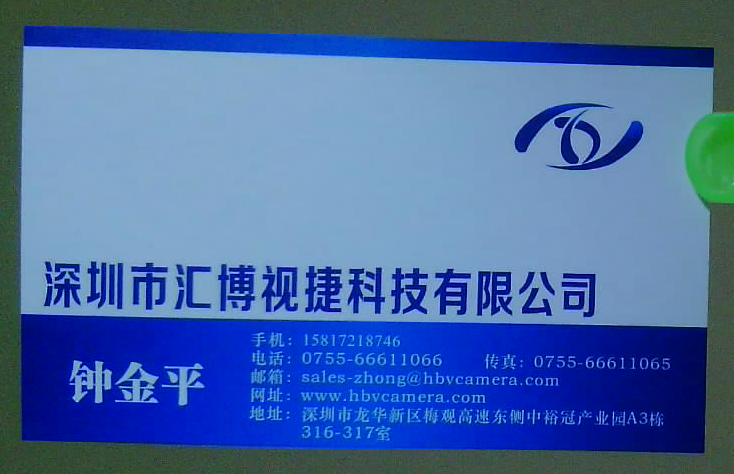 深圳市汇博视捷科技有限公司
钟金平
手机：15817218746
电话：0755-66611066 传真：0755-66611065
邮箱：sales-zhong@hbvcamera.com
网址：www.hbvcamera.com
地址：深圳市龙华新区梅观高速东侧中裕冠产业园A3栋
316-317室